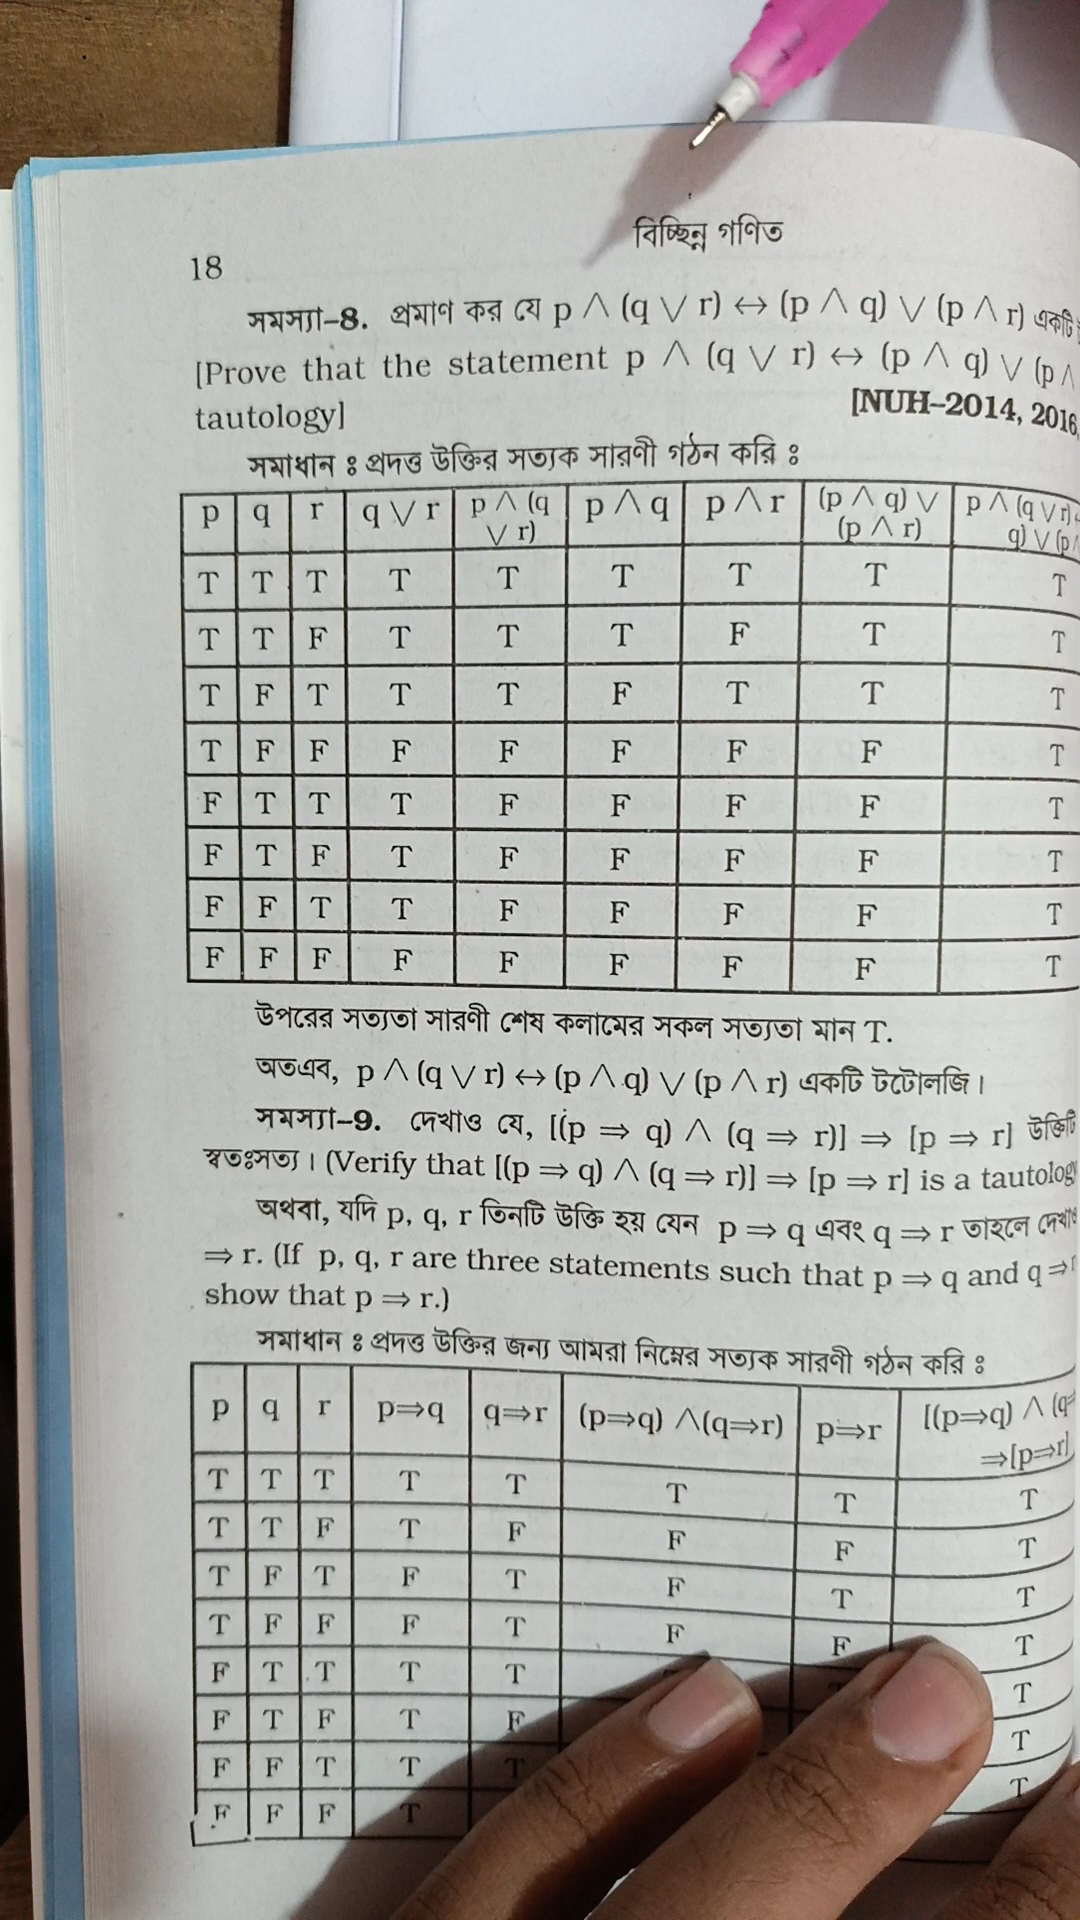 বিচ্ছিন্ন গণিত
18
সমস্যা–8. প্রমাণ কর যে p ∧ (q ∨ r) ↔ (p ∧ q) ∨ (p ∧ r) একটি
[Prove that the statement p ∧ (q ∨ r) ↔ (p ∧ q) ∨ (p ∧
tautology] [NUH–2014, 2016,
সমাধান ঃ প্রদত্ত উক্তির সত্যক সারণী গঠন করি ঃ
p q r q ∨ r p ∧ (q ∨ r) p ∧ q p ∧ r (p ∧ q) ∨ (p ∧ r) p ∧ (q ∨ r) q) ∨ (p
T T T T T T T T T
T T F T T T F T T
T F T T T F T T T
T F F F F F F F T
F T T T F F F F T
F T F T F F F F T
F F T T F F F F T
F F F F F F F F T
উপরের সত্যতা সারণী শেষ কলামের সকল সত্যতা মান T.
অতএব, p ∧ (q ∨ r) ↔ (p ∧ q) ∨ (p ∧ r) একটি টটোলজি।
সমস্যা–9. দেখাও যে, [(p ⇒ q) ∧ (q ⇒ r)] ⇒ [p ⇒ r] উক্তিটি
স্বতঃসত্য। (Verify that [(p ⇒ q) ∧ (q ⇒ r)] ⇒ [p ⇒ r] is a tautology
অথবা, যদি p, q, r তিনটি উক্তি হয় যেন p ⇒ q এবং q ⇒ r তাহলে
⇒ r. (If p, q, r are three statements such that p ⇒ q and q ⇒
show that p ⇒ r.)
সমাধান ঃ প্রদত্ত উক্তির জন্য আমরা নিম্নের সত্যক সারণী গঠন করি ঃ
p q r p⇒q q⇒r (p⇒q) ∧(q⇒r) p⇒r [(p⇒q) ∧ (q ⇒[p⇒r]
T T T T T T T T
T T F T F F F T
T F T F T F T T
T F F F T F F T
F T T T T T
F T F T F T
F F T T T T
F F F T